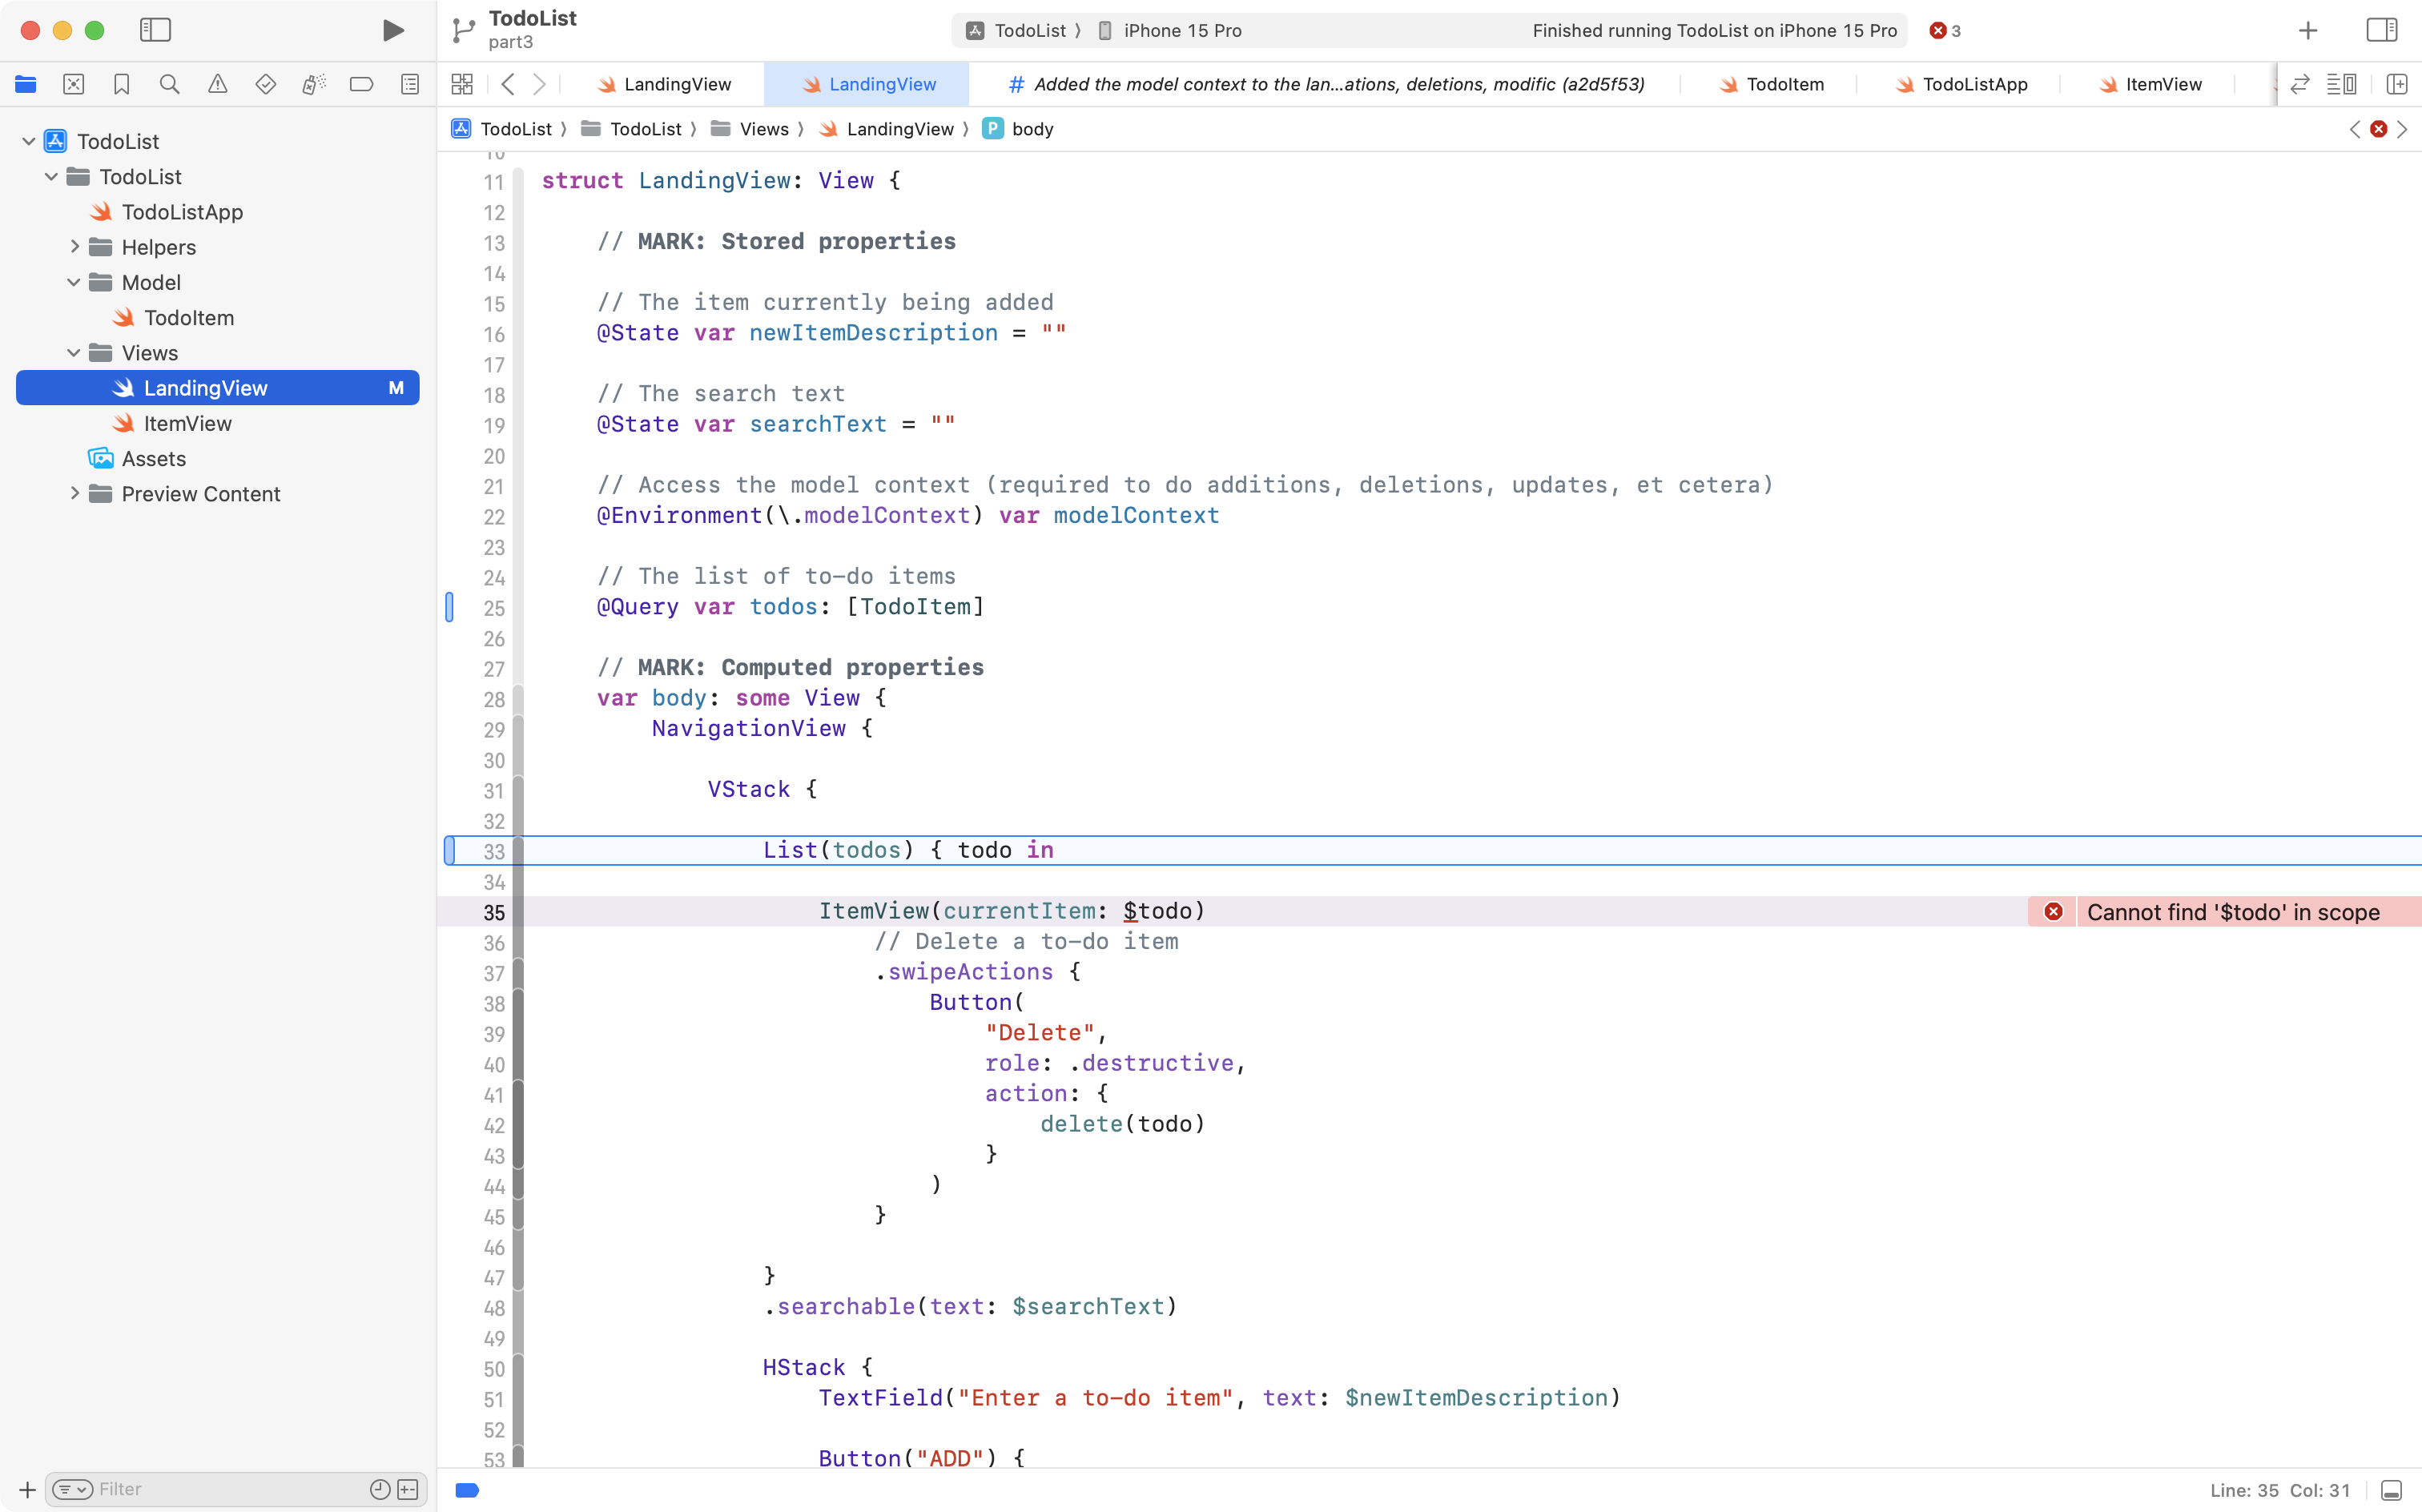 TodoList
part3
TodoList ⟩ iPhone 15 Pro
Finished running TodoList on iPhone 15 Pro
3
LandingView
LandingView
# Added the model context to the lan...ations, deletions, modific (a2d5f53)
TodoItem
TodoListApp
ItemView
TodoList ⟩ TodoList ⟩ Views ⟩ LandingView ⟩ P body
TodoList
TodoList
TodoListApp
Helpers
Model
TodoItem
Views
LandingView M
ItemView
Assets
Preview Content
Filter
10
11 struct LandingView: View {
12
13 // MARK: Stored properties
14
15 // The item currently being added
16 @State var newItemDescription = ""
17
18 // The search text
19 @State var searchText = ""
20
21 // Access the model context (required to do additions, deletions, updates, et cetera)
22 @Environment(\.modelContext) var modelContext
23
24 // The list of to-do items
25 @Query var todos: [TodoItem]
26
27 // MARK: Computed properties
28 var body: some View {
29 NavigationView {
30
31 VStack {
32
33 List(todos) { todo in
34
35 ItemView(currentItem: $todo) Cannot find '$todo' in scope
36 // Delete a to-do item
37 .swipeActions {
38 Button(
39 "Delete",
40 role: .destructive,
41 action: {
42 delete(todo)
43 }
44 )
45 }
46
47 }
48 .searchable(text: $searchText)
49
50 HStack {
51 TextField("Enter a to-do item", text: $newItemDescription)
52
53 Button("ADD") {
Line: 35 Col: 31